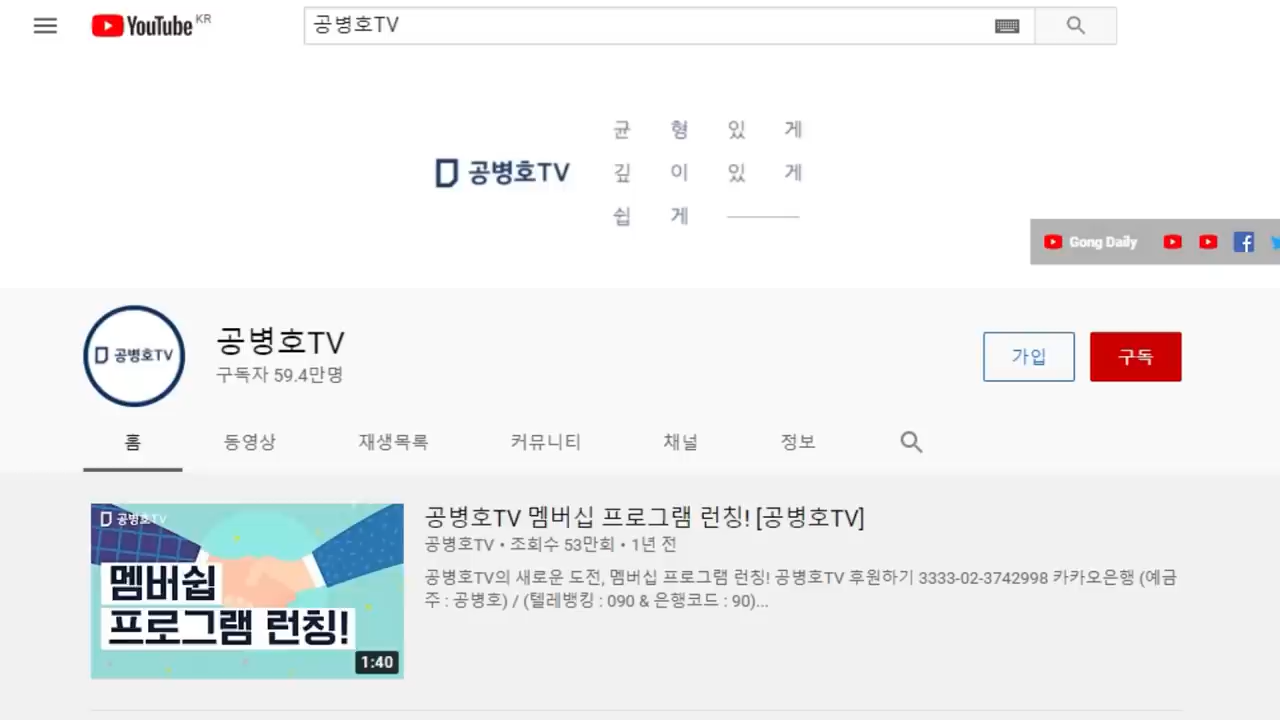 YouTube KR
공병호TV
공병호TV
균 형 있 게
깊 이 있 게
쉽 게
Gong Daily
공병호TV
공병호TV
구독자 59.4만명
가입
구독
홈 동영상 재생목록 커뮤니티 채널 정보
공병호TV
멤버쉽
프로그램 런칭!
1:40
공병호TV 멤버십 프로그램 런칭! [공병호TV]
공병호TV • 조회수 53만회 • 1년 전
공병호TV의 새로운 도전, 멤버십 프로그램 런칭! 공병호TV 후원하기 3333-02-3742998 카카오은행 (예금
주 : 공병호) / (텔레뱅킹 : 090 & 은행코드 : 90)...